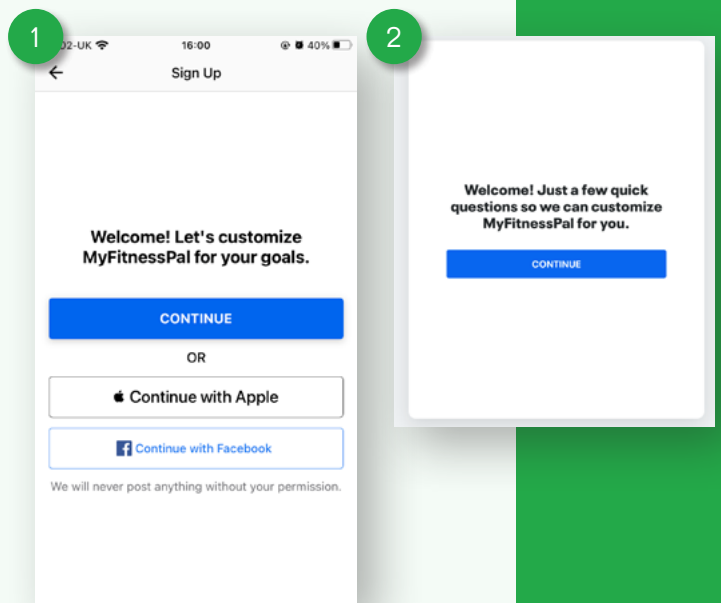 1
02-UK
16:00
40%
Sign Up
Welcome! Let's customize
MyFitnessPal for your goals.
CONTINUE
OR
Continue with Apple
Continue with Facebook
We will never post anything without your permission.
2
Welcome! Just a few quick
questions so we can customize
MyFitnessPal for you.
CONTINUE